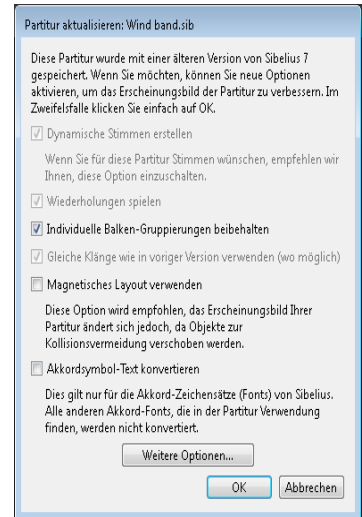 Partitur aktualisieren: Wind band.sib
Diese Partitur wurde mit einer älteren Version von Sibelius 7
gespeichert. Wenn Sie möchten, können Sie neue Optionen
aktivieren, um das Erscheinungsbild der Partitur zu verbessern. Im
Zweifelsfalle klicken Sie einfach auf OK.
Dynamische Stimmen erstellen
Wenn Sie für diese Partitur Stimmen wünschen, empfehlen wir
Ihnen, diese Option einzuschalten.
Wiederholungen spielen
Individuelle Balken-Gruppierungen beibehalten
Gleiche Klänge wie in voriger Version verwenden (wo möglich)
Magnetisches Layout verwenden
Diese Option wird empfohlen, das Erscheinungsbild Ihrer
Partitur ändert sich jedoch, da Objekte zur
Kollisionsvermeidung verschoben werden.
Akkordsymbol-Text konvertieren
Dies gilt nur für die Akkord-Zeichensätze (Fonts) von Sibelius.
Alle anderen Akkord-Fonts, die in der Partitur Verwendung
finden, werden nicht konvertiert.
Weitere Optionen...
OK Abbrechen